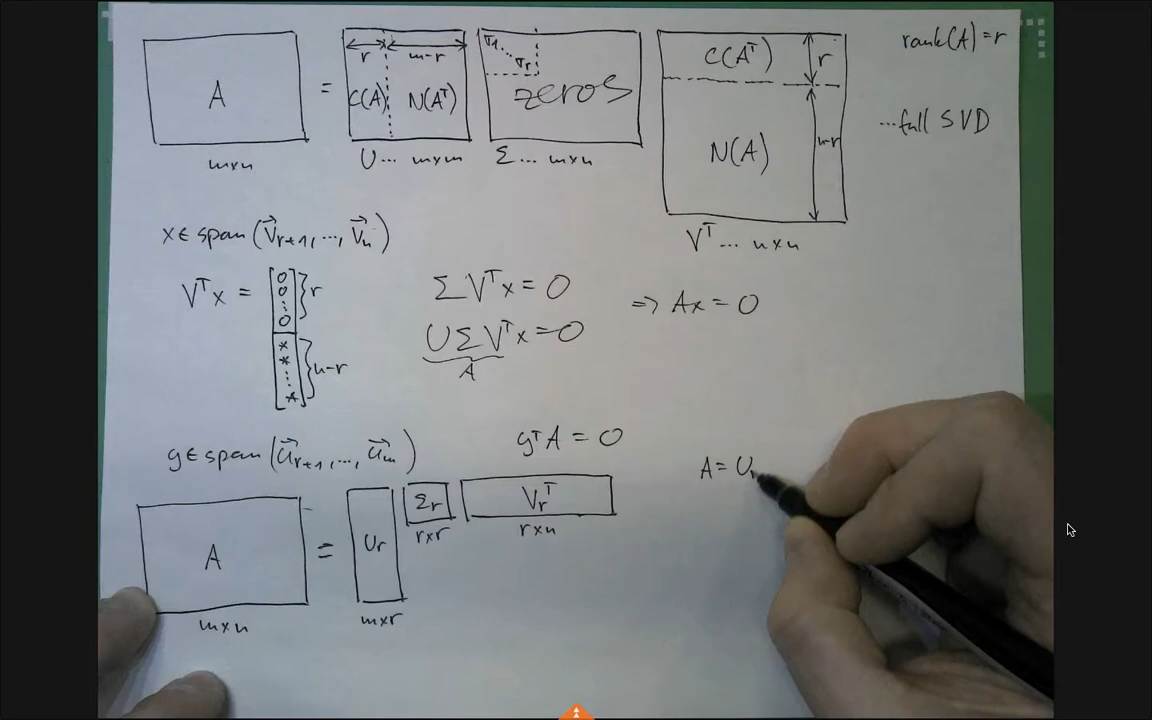 A = r m-r C(A) N(Aᵀ) σ1 ⋱ σr zeros C(Aᵀ) r N(A) n-r rank(A)=r
m×n U... m×m Σ... m×n Vᵀ... n×n ...full SVD
x∈span(v⃗r+1,...,v⃗n)
Vᵀx = [0 0 ⋮ 0 * * ⋮ *] }r }n-r ΣVᵀx = 0 => Ax = 0
UΣVᵀx = 0
A
y∈span(u⃗r+1,...,u⃗m) yᵀA = 0
A = Ur Σr Vrᵀ A = Ur
m×n m×r r×r r×n